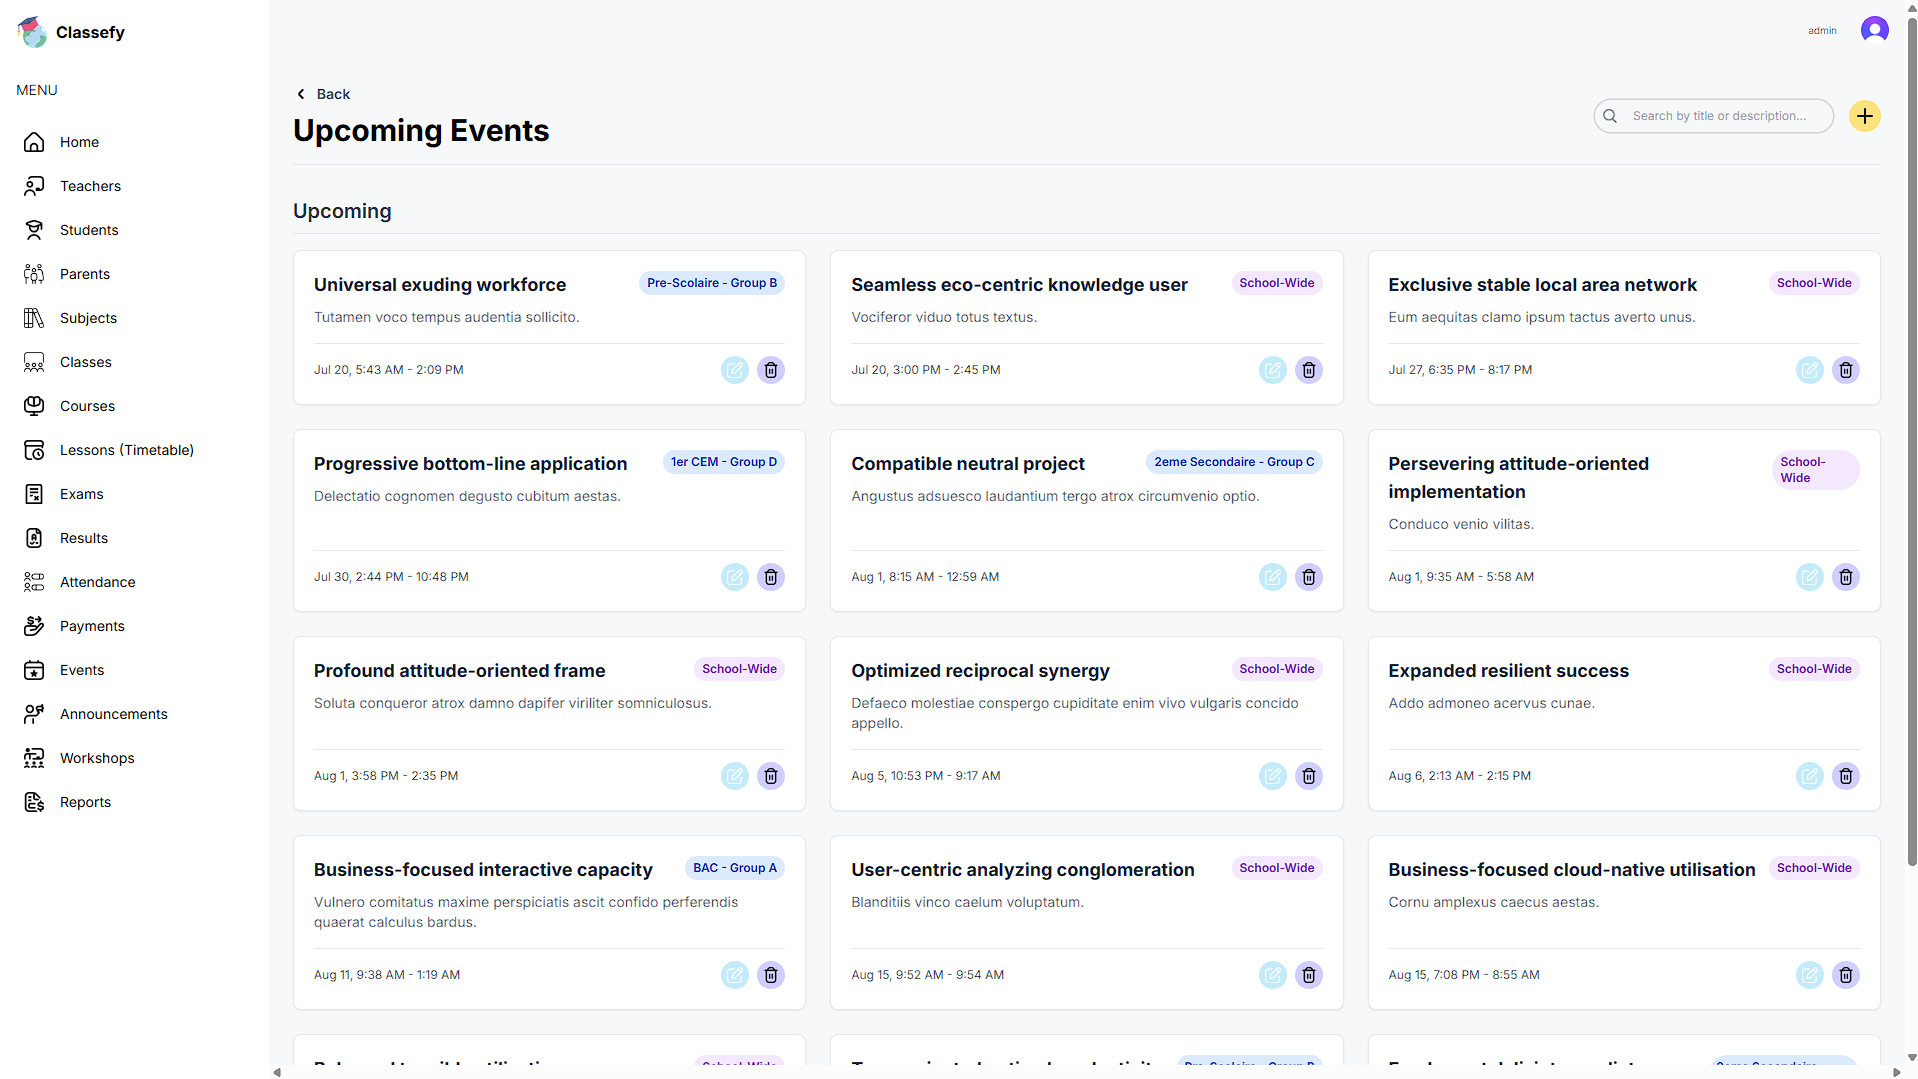 Classefy
admin
MENU
Home
Teachers
Students
Parents
Subjects
Classes
Courses
Lessons (Timetable)
Exams
Results
Attendance
Payments
Events
Announcements
Workshops
Reports
Back
Upcoming Events
Search by title or description...
Upcoming
Universal exuding workforce
Pre-Scolaire - Group B
Tutamen voco tempus audentia sollicito.
Jul 20, 5:43 AM - 2:09 PM
Seamless eco-centric knowledge user
School-Wide
Vociferor viduo totus textus.
Jul 20, 3:00 PM - 2:45 PM
Exclusive stable local area network
School-Wide
Eum aequitas clamo ipsum tactus averto unus.
Jul 27, 6:35 PM - 8:17 PM
Progressive bottom-line application
1er CEM - Group D
Delectatio cognomen degusto cubitum aestas.
Jul 30, 2:44 PM - 10:48 PM
Compatible neutral project
2eme Secondaire - Group C
Angustus adsuesco laudantium tergo atrox circumvenio optio.
Aug 1, 8:15 AM - 12:59 AM
Persevering attitude-oriented
implementation
School-
Wide
Conduco venio vilitas.
Aug 1, 9:35 AM - 5:58 AM
Profound attitude-oriented frame
School-Wide
Soluta conqueror atrox damno dapifer viriliter somniculosus.
Aug 1, 3:58 PM - 2:35 PM
Optimized reciprocal synergy
School-Wide
Defaeco molestiae conspergo cupiditate enim vivo vulgaris concido
appello.
Aug 5, 10:53 PM - 9:17 AM
Expanded resilient success
School-Wide
Addo admoneo acervus cunae.
Aug 6, 2:13 AM - 2:15 PM
Business-focused interactive capacity
BAC - Group A
Vulnero comitatus maxime perspiciatis ascit confido perferendis
quaerat calculus bardus.
Aug 11, 9:38 AM - 1:19 AM
User-centric analyzing conglomeration
School-Wide
Blanditiis vinco caelum voluptatum.
Aug 15, 9:52 AM - 9:54 AM
Business-focused cloud-native utilisation
School-Wide
Cornu amplexus caecus aestas.
Aug 15, 7:08 PM - 8:55 AM
School-Wide
Pre-Scolaire - Group B